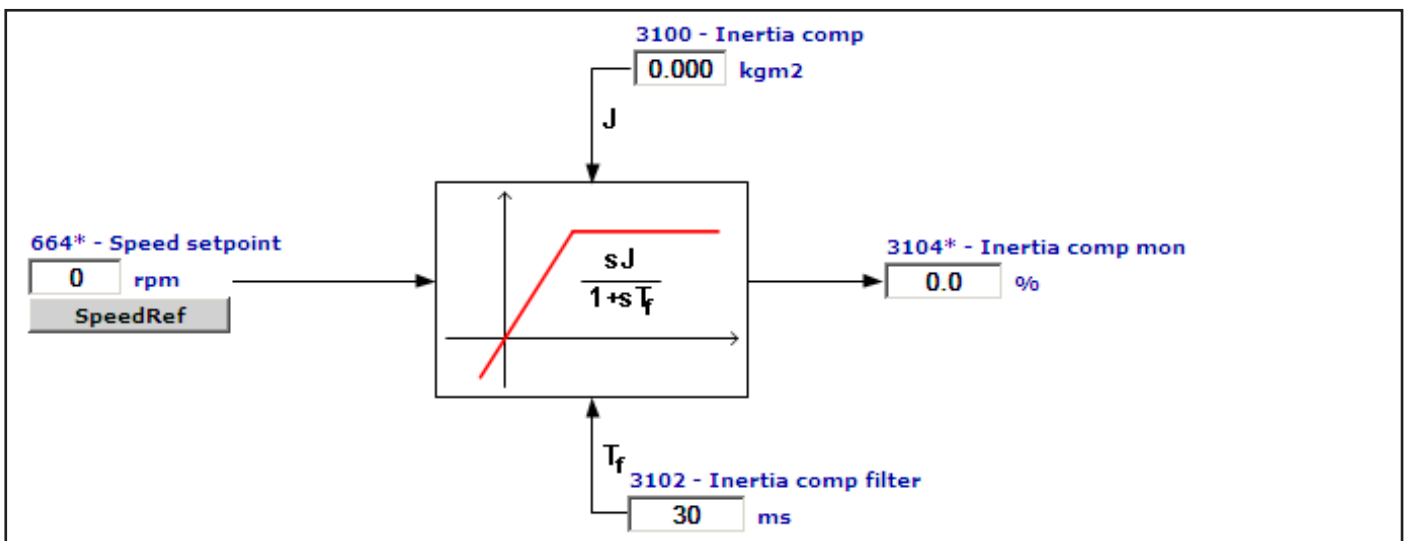 3100 - Inertia comp
0.000 kgm2
J
664* - Speed setpoint
0 rpm
SpeedRef
sJ
1+sTf
3104* - Inertia comp mon
0.0 %
Tf
3102 - Inertia comp filter
30 ms